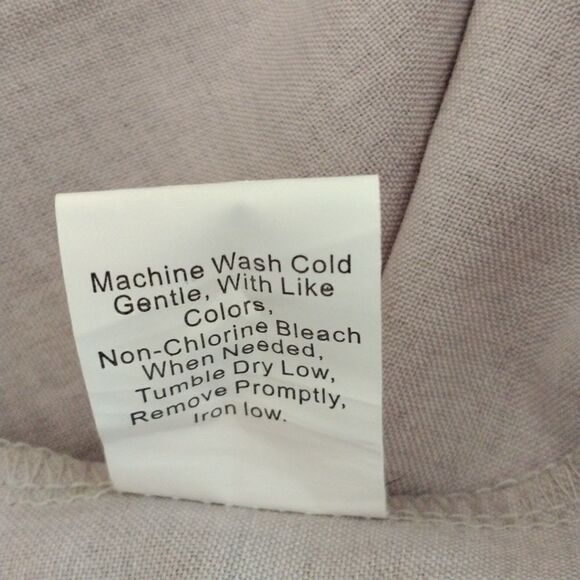 Machine Wash Cold
Gentle, With Like
Colors,
Non-Chlorine Bleach
When Needed,
Tumble Dry Low,
Remove Promptly,
Iron low.